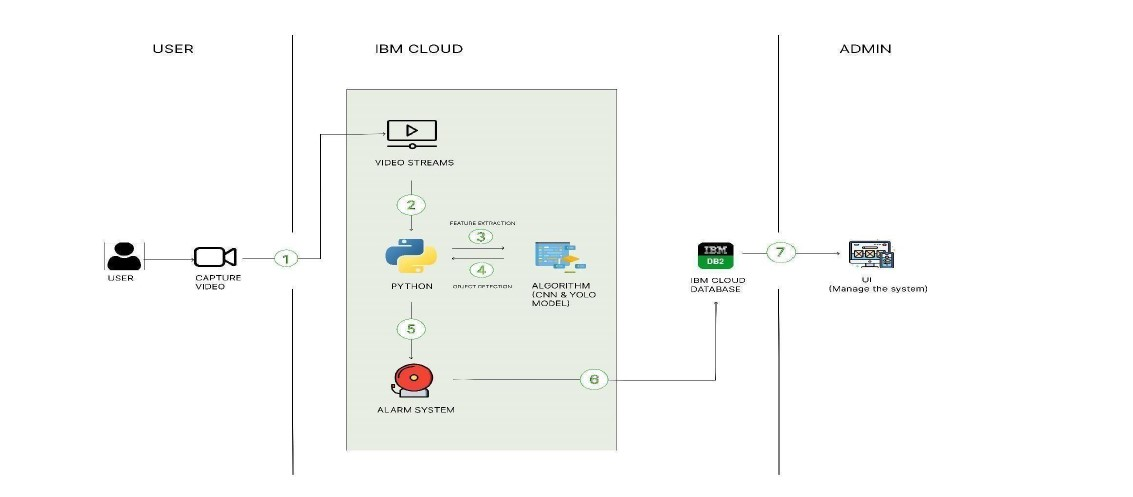 USER
IBM CLOUD
ADMIN
VIDEO STREAMS
2
FEATURE EXTRACTION
3
4
OBJECT DETECTION
USER
CAPTURE
VIDEO
1
PYTHON
ALGORITHM
(CNN & YOLO
MODEL)
5
ALARM SYSTEM
6
IBM
DB2
IBM CLOUD
DATABASE
7
UI
(Manage the system)